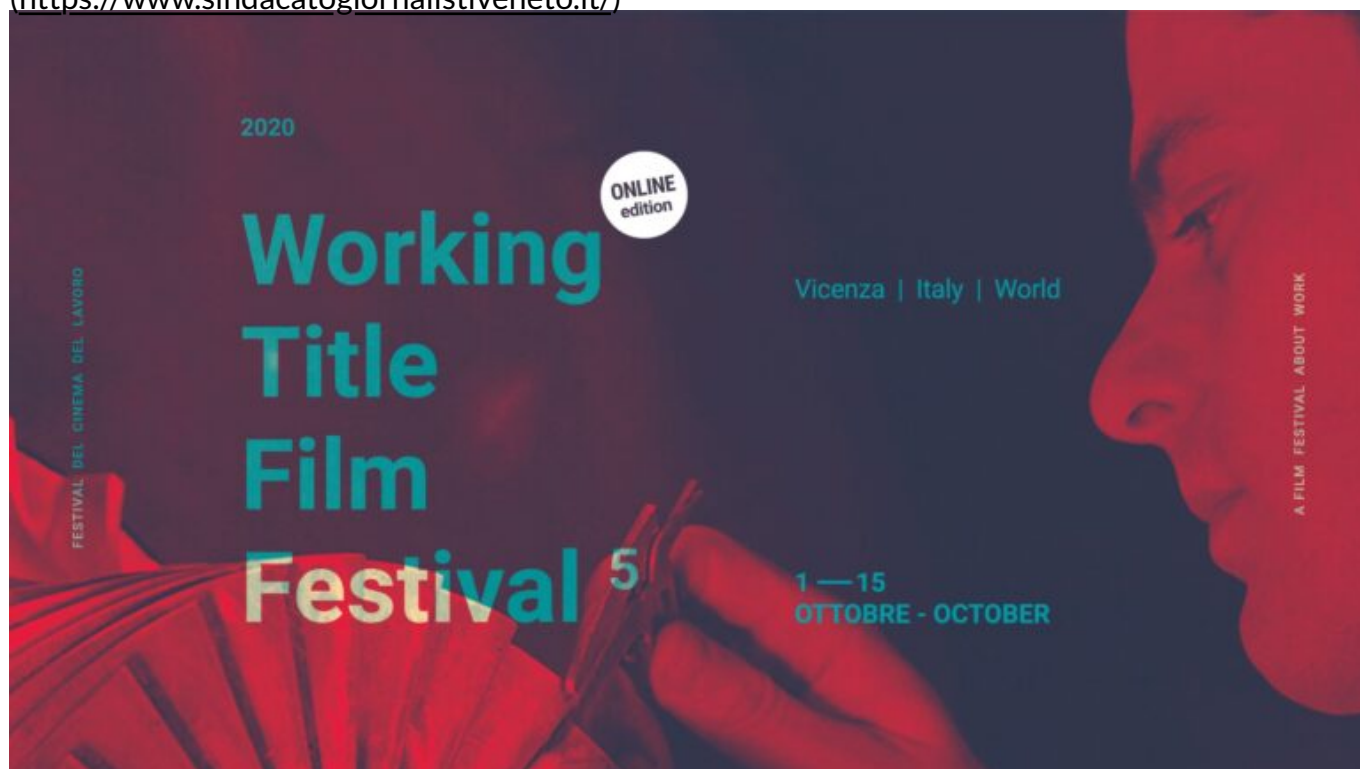 (https://www.sindacatogiornalistiveneto.it/)
2020
ONLINE
edition
Working
Title
Film
Festival 5
Vicenza | Italy | World
1 — 15
OTTOBRE - OCTOBER
FESTIVAL DEL CINEMA DEL LAVORO
A FILM FESTIVAL ABOUT WORK